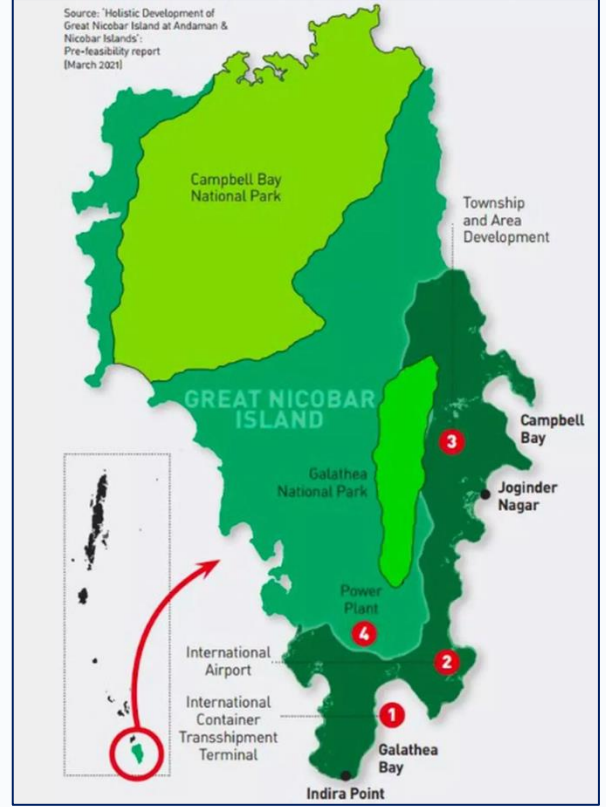 Source: 'Holistic Development of
Great Nicobar Island at Andaman &
Nicobar Islands':
Pre-feasibility report
(March 2021)
Campbell Bay
National Park
Township
and Area
Development
GREAT NICOBAR
ISLAND
Campbell
Bay
3
Galathea
National Park
Joginder
Nagar
Power
Plant
4
International
Airport
2
International
Container
Transshipment
Terminal
1
Galathea
Bay
Indira Point